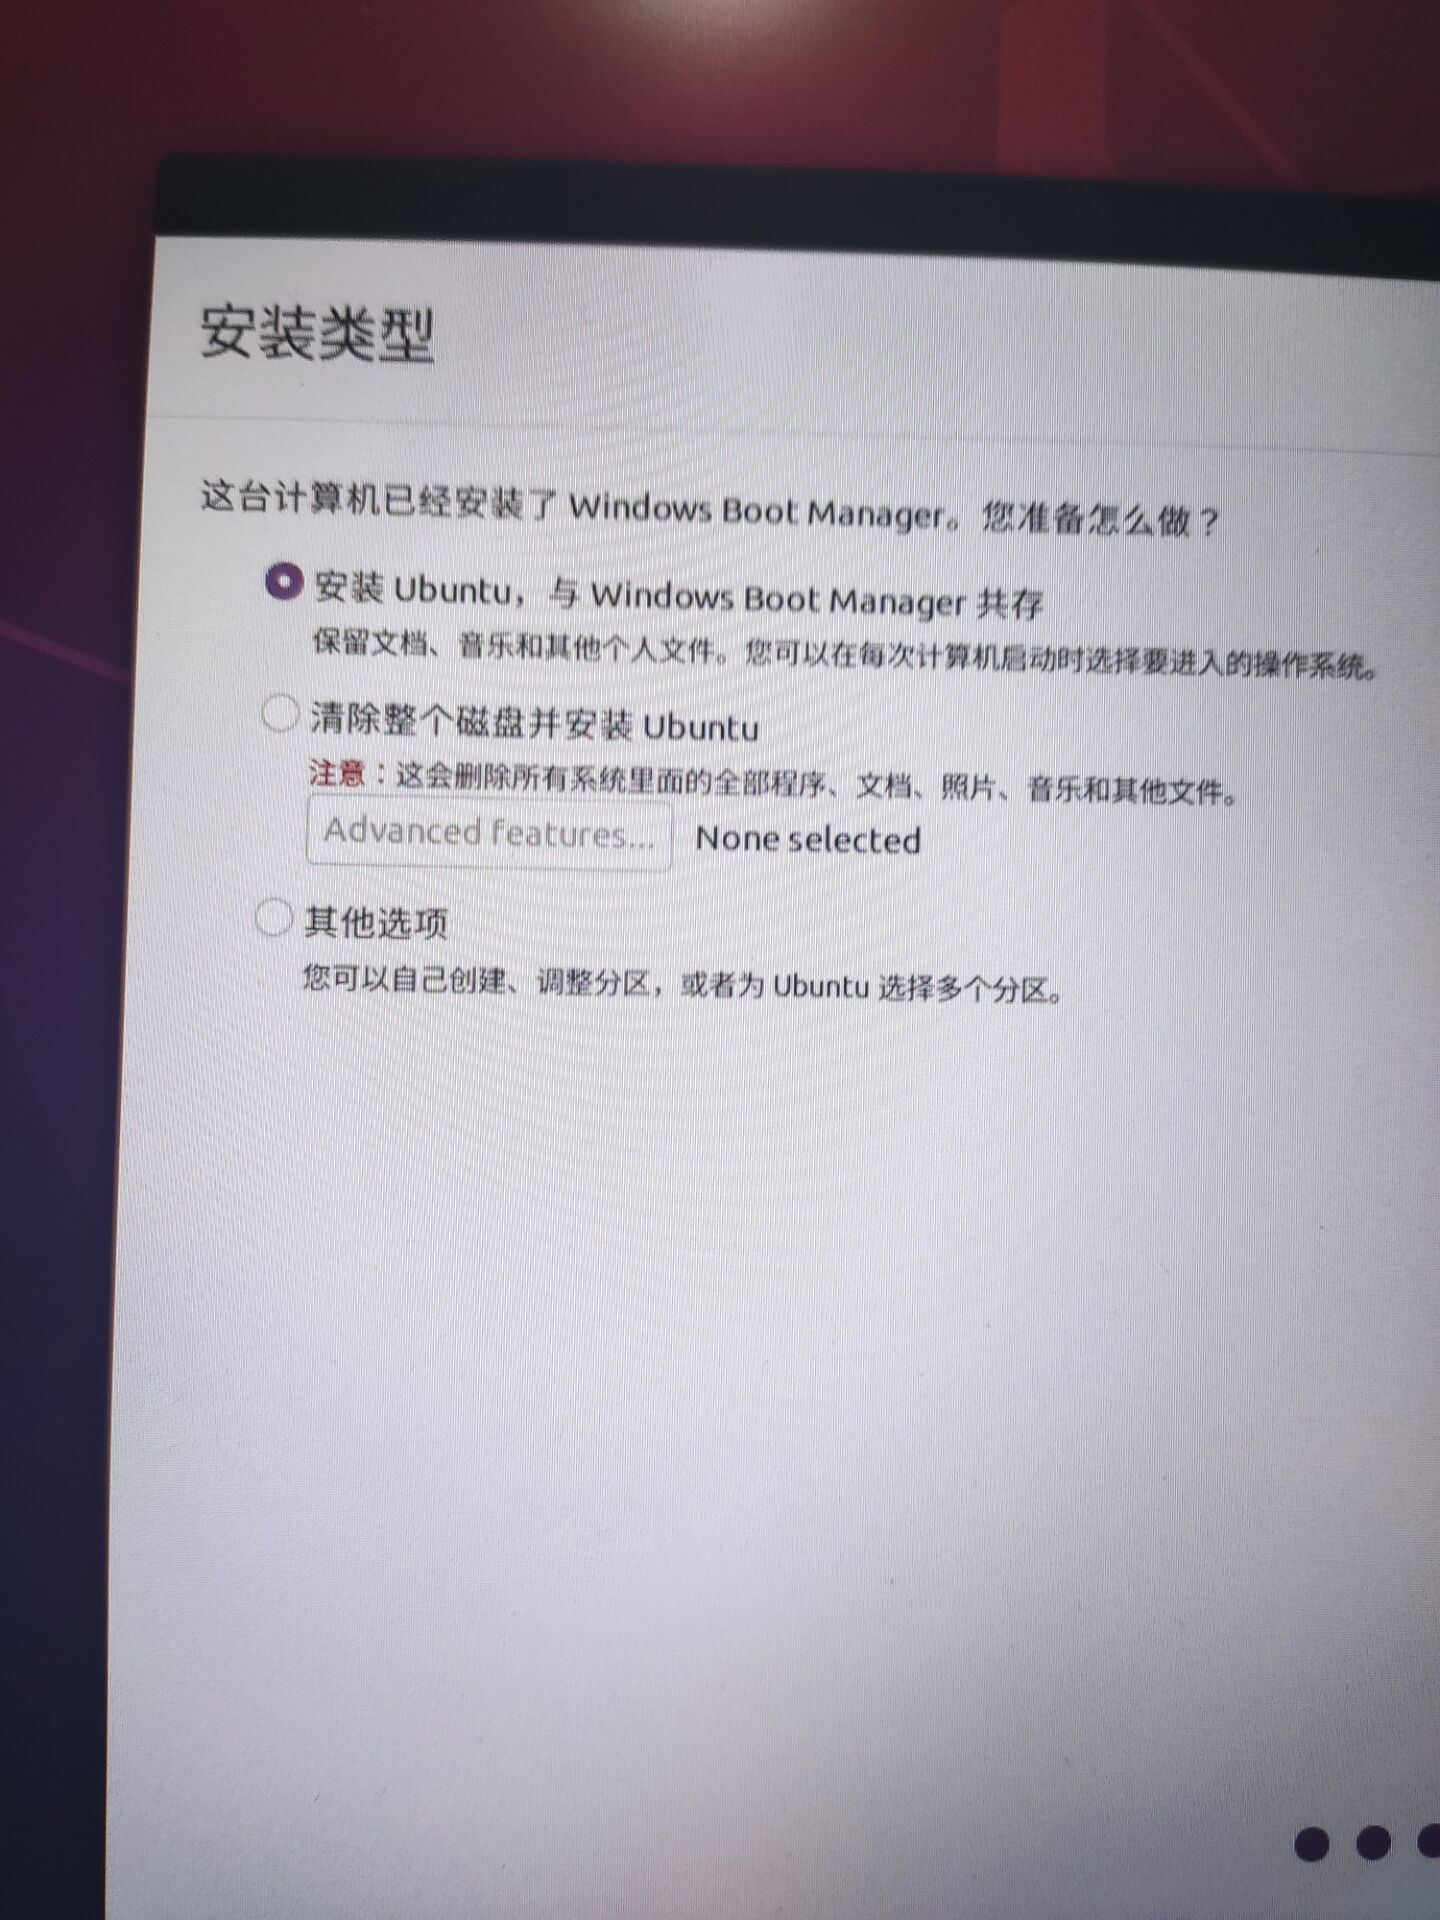 安装类型
这台计算机已经安装了 Windows Boot Manager。您准备怎么做？
安装 Ubuntu，与 Windows Boot Manager 共存
保留文档、音乐和其他个人文件。您可以在每次计算机启动时选择要进入的操作系统。
清除整个磁盘并安装 Ubuntu
注意：这会删除所有系统里面的全部程序、文档、照片、音乐和其他文件。
Advanced features... None selected
其他选项
您可以自己创建、调整分区，或者为 Ubuntu 选择多个分区。